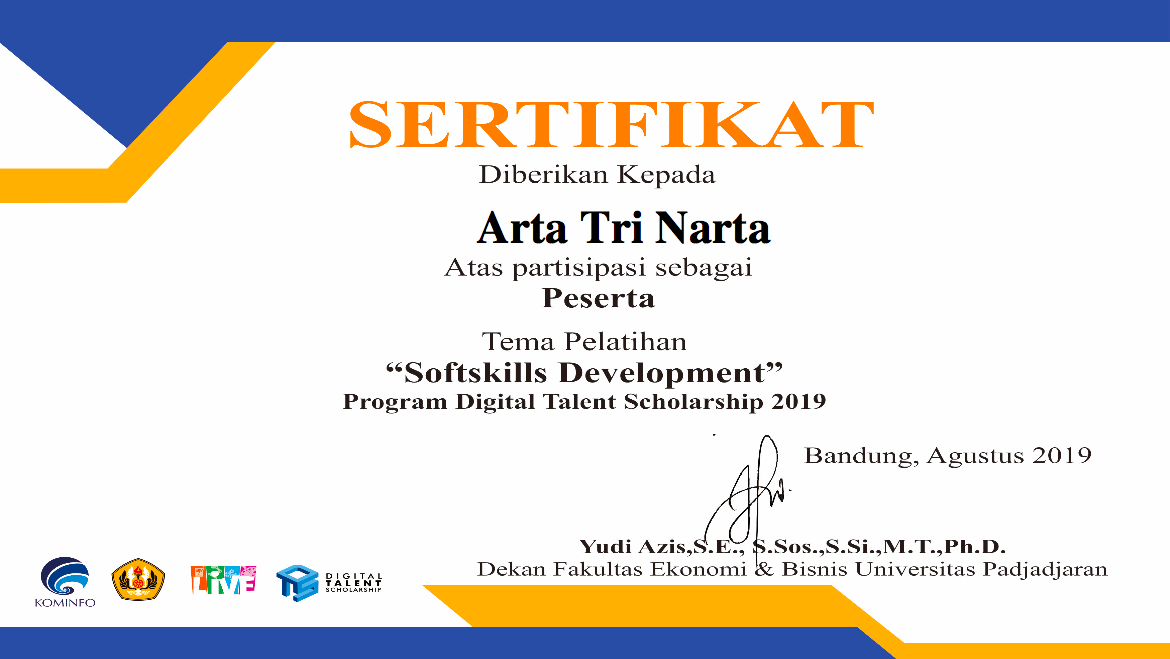 SERTIFIKAT
Diberikan Kepada
Arta Tri Narta
Atas partisipasi sebagai
Peserta
Tema Pelatihan
“Softskills Development”
Program Digital Talent Scholarship 2019
Bandung, Agustus 2019
Yudi Azis,S.E., S.Sos.,S.Si.,M.T.,Ph.D.
Dekan Fakultas Ekonomi & Bisnis Universitas Padjadjaran
KOMINFO
LIVE
DIGITAL
TALENT
SCHOLARSHIP